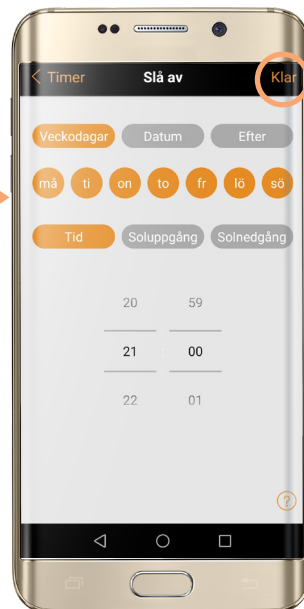 < Timer Slå av Klar
Veckodagar Datum Efter
må ti on to fr lö sö
Tid Soluppgång Solnedgång
20 59
21 00
22 01
?